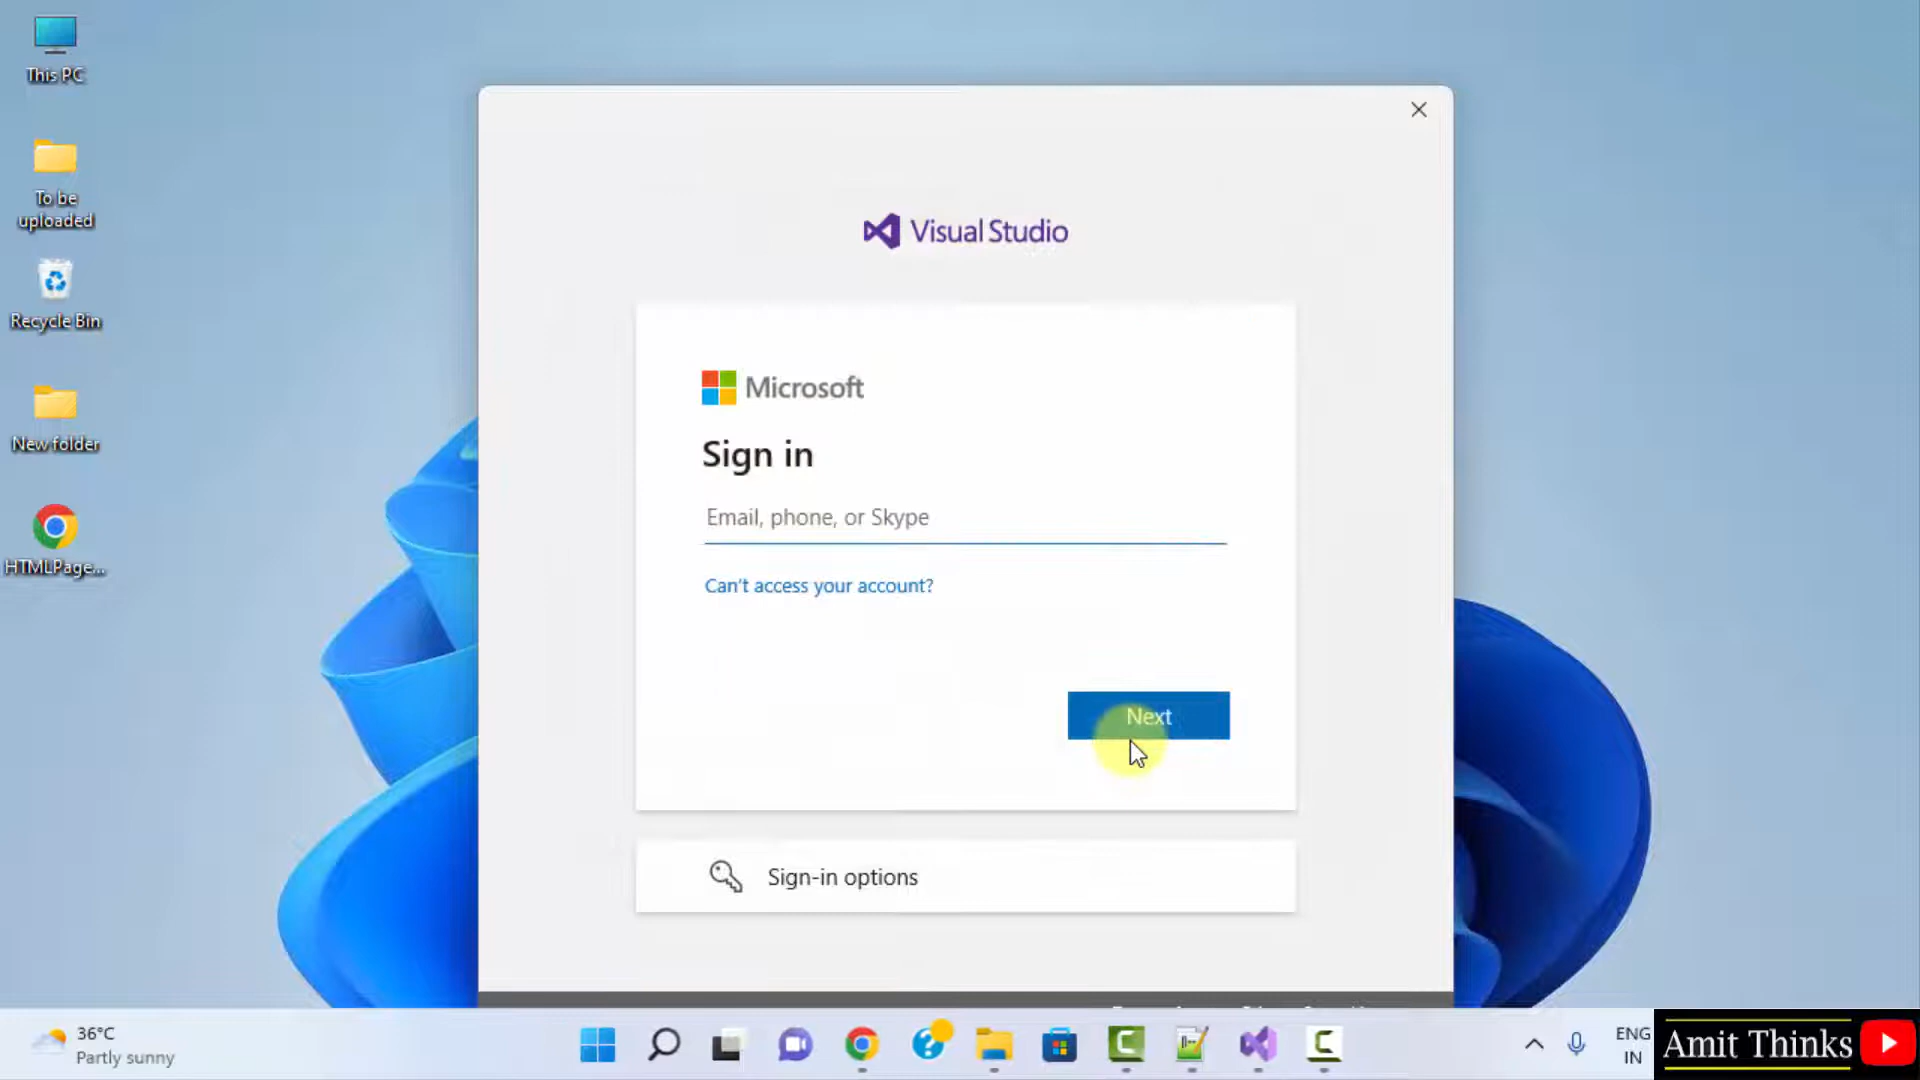 This PC
To be
uploaded
Recycle Bin
New folder
HTMLPage...
Visual Studio
Microsoft
Sign in
Email, phone, or Skype
Can't access your account?
Next
Sign-in options
36°C
Partly sunny
ENG
IN
Amit Thinks